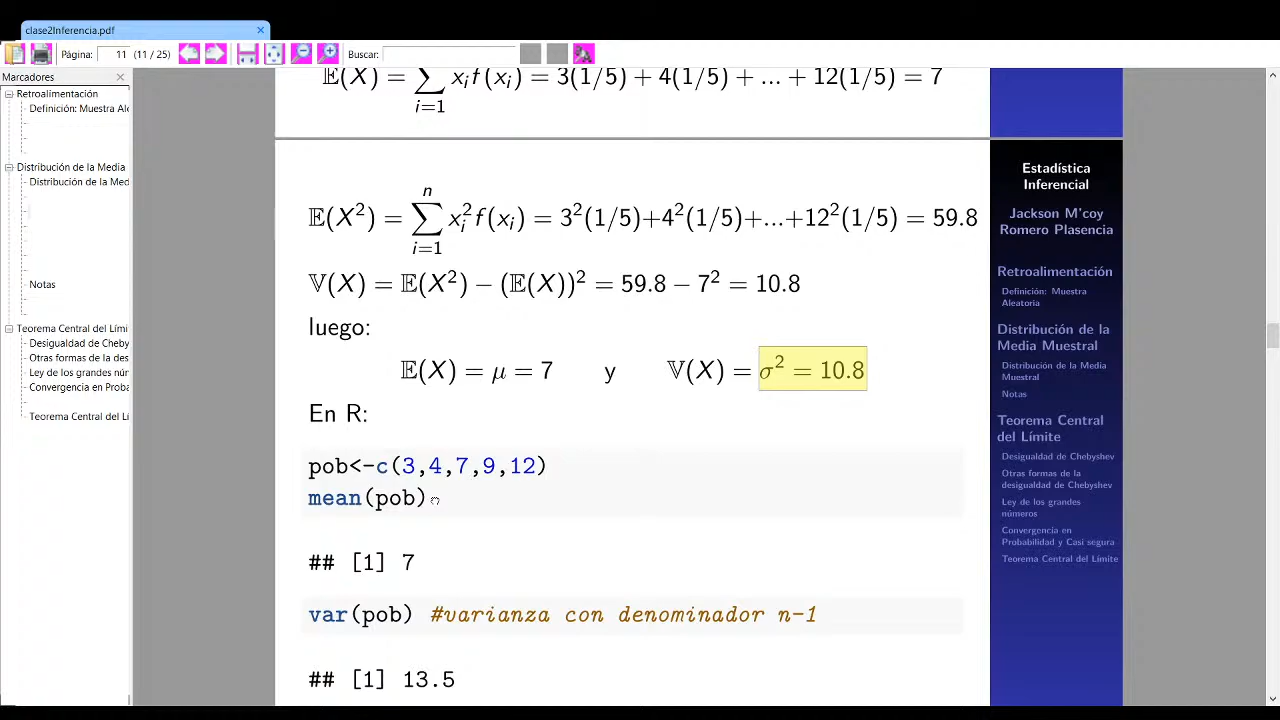 clase2Inferencia.pdf ×
Página: 11 (11 / 25) Buscar:
Marcadores ×
Retroalimentación
Definición: Muestra Ale
Distribución de la Media
Distribución de la Med
Notas
Teorema Central del Lími
Desigualdad de Chebys
Otras formas de la des
Ley de los grandes nú
Convergencia en Proba
Teorema Central del Lí
𝔼(X) = ∑ xᵢf(xᵢ) = 3(1/5) + 4(1/5) + ... + 12(1/5) = 7
i=1
n
𝔼(X²) = ∑ xᵢ²f(xᵢ) = 3²(1/5)+4²(1/5)+...+12²(1/5) = 59.8
i=1
𝕍(X) = 𝔼(X²) − (𝔼(X))² = 59.8 − 7² = 10.8
luego:
𝔼(X) = μ = 7 y 𝕍(X) = σ² = 10.8
En R:
pob<-c(3,4,7,9,12)
mean(pob)
## [1] 7
var(pob) #varianza con denominador n-1
## [1] 13.5
Estadística
Inferencial
Jackson M'coy
Romero Plasencia
Retroalimentación
Definición: Muestra
Aleatoria
Distribución de la
Media Muestral
Distribución de la Media
Muestral
Notas
Teorema Central
del Límite
Desigualdad de Chebyshev
Otras formas de la
desigualdad de Chebyshev
Ley de los grandes
números
Convergencia en
Probabilidad y Casi segura
Teorema Central del Límite